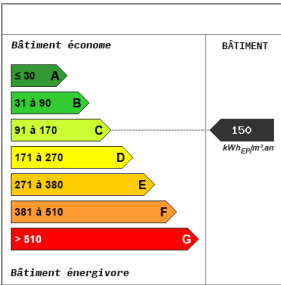 Bâtiment économe
BÂTIMENT
≤ 30 A
31 à 90 B
91 à 170 C
150
kWhEP/m².an
171 à 270 D
271 à 380 E
381 à 510 F
> 510 G
Bâtiment énergivore